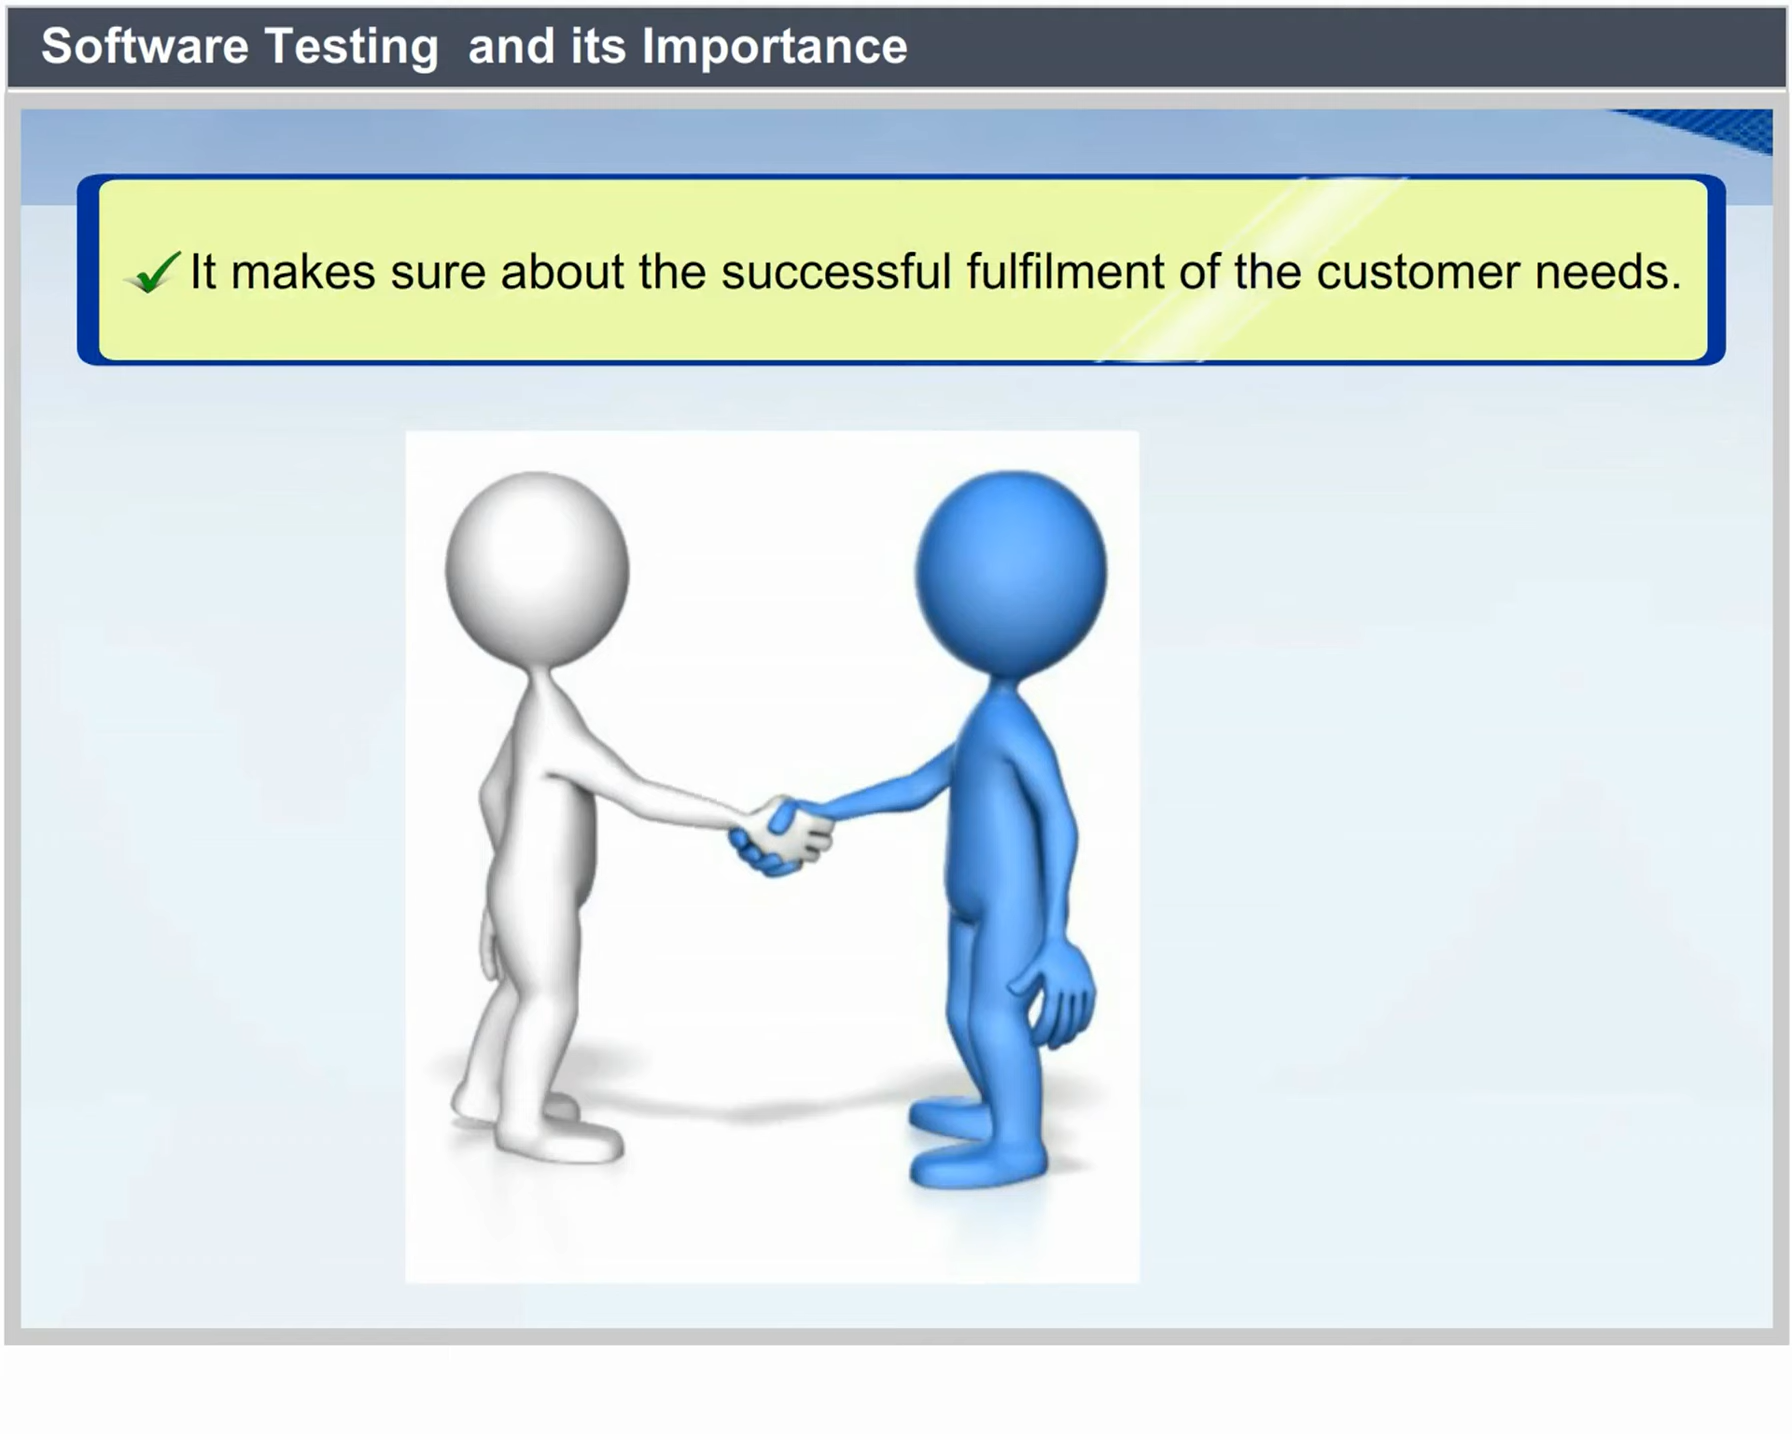 Software Testing  and its Importance
It makes sure about the successful fulfilment of the customer needs.